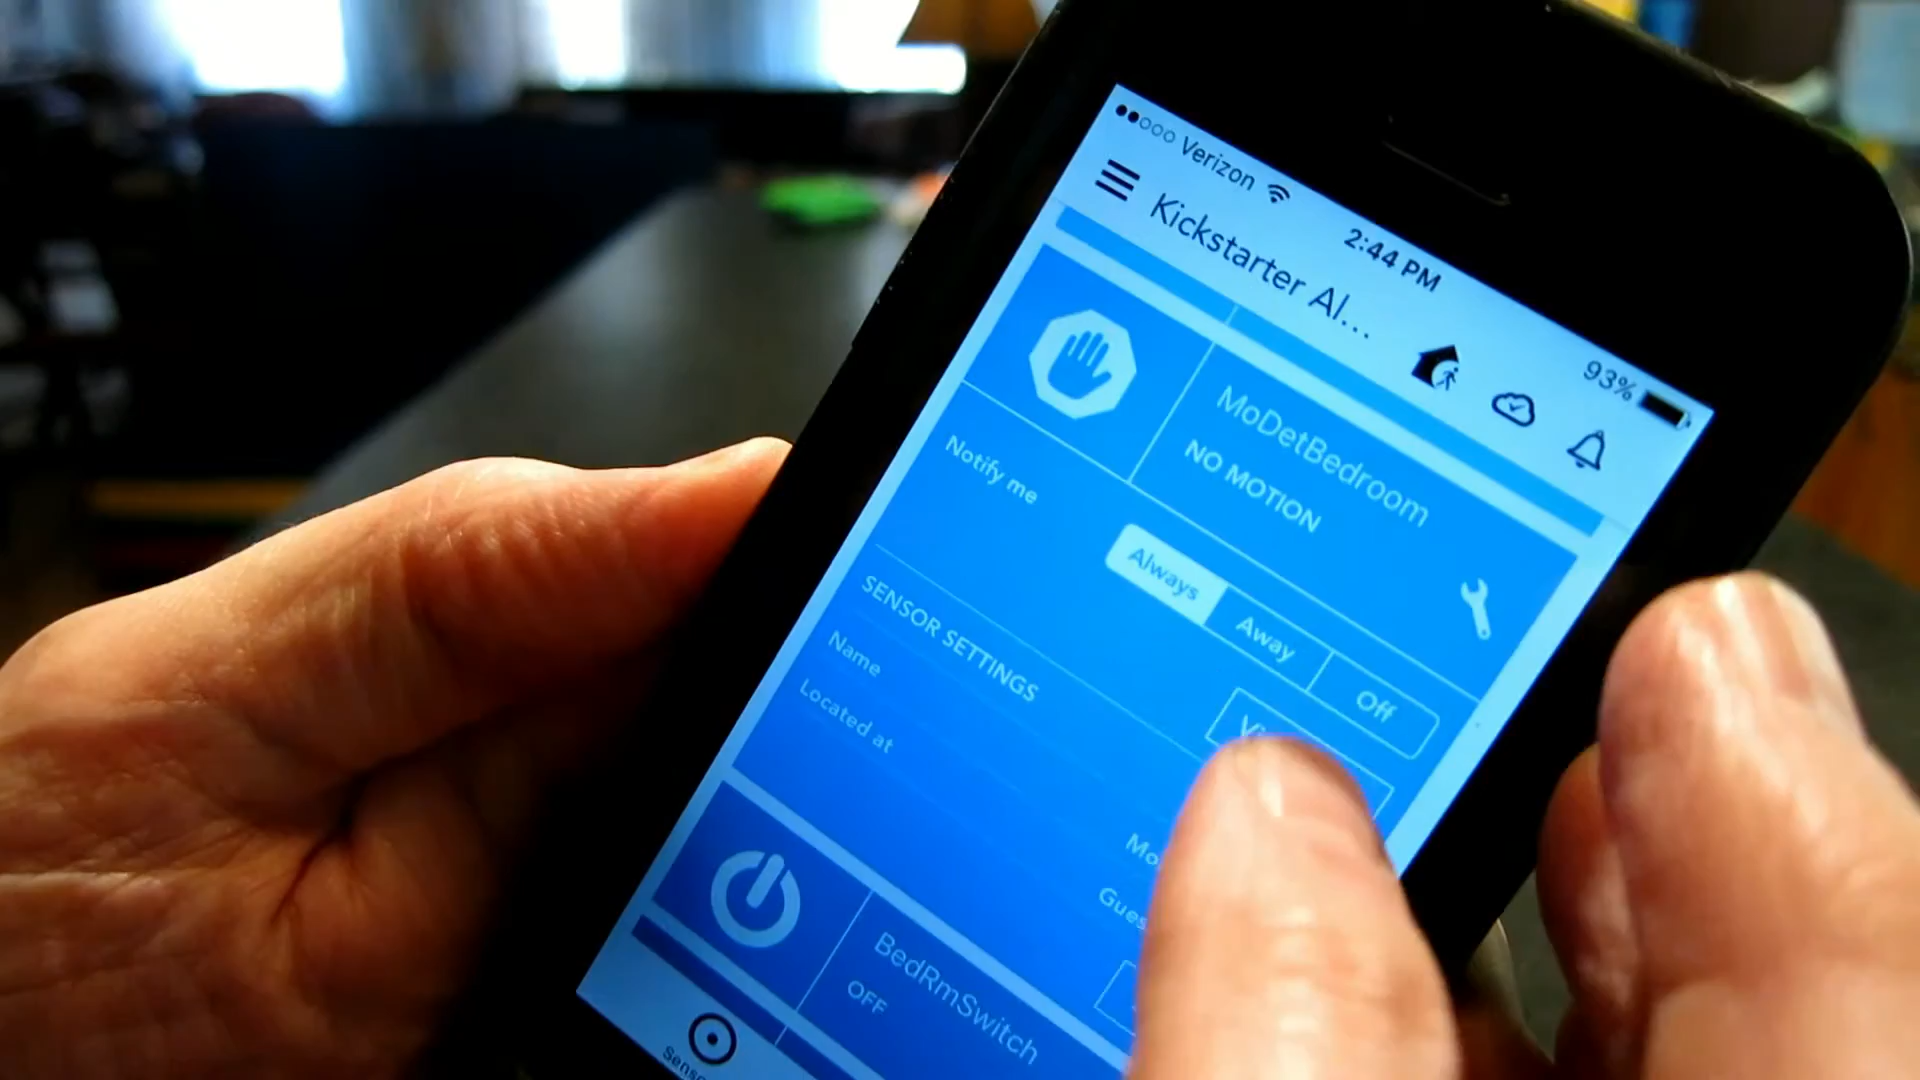 Verizon 2:44 PM 93%
Kickstarter Al...
MoDetBedroom
NO MOTION
Notify me
Always Away Off
SENSOR SETTINGS
Name
Located at
BedRmSwitch
OFF